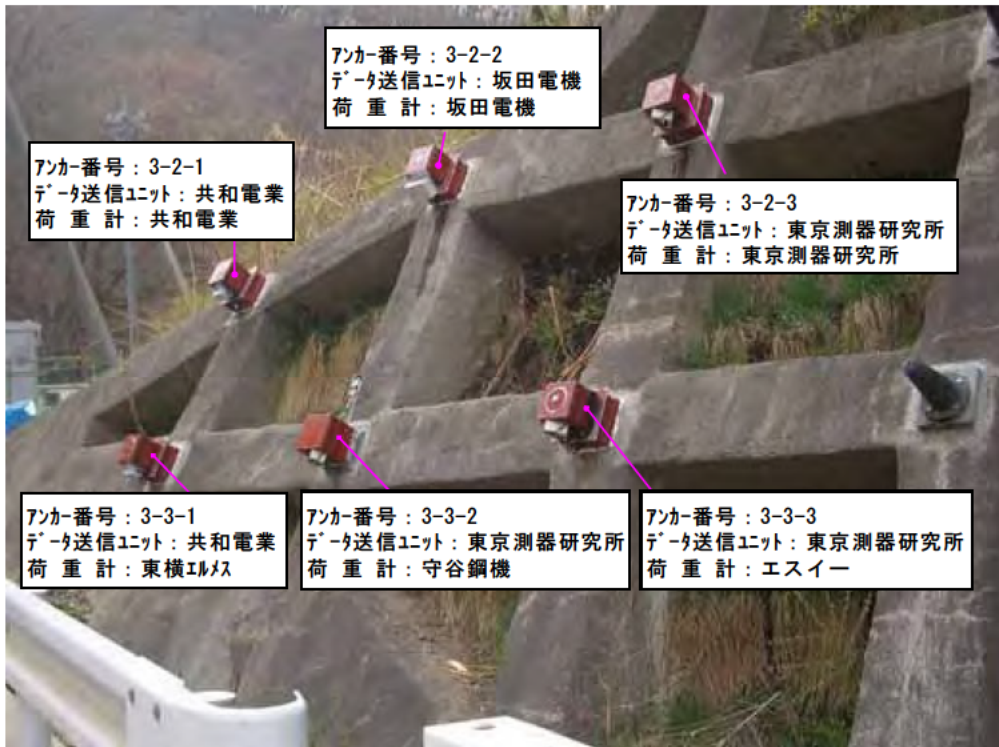 ｱﾝｶｰ番号：3-2-2
ﾃﾞｰﾀ送信ﾕﾆｯﾄ：坂田電機
荷 重 計：坂田電機
ｱﾝｶｰ番号：3-2-1
ﾃﾞｰﾀ送信ﾕﾆｯﾄ：共和電業
荷 重 計：共和電業
ｱﾝｶｰ番号：3-2-3
ﾃﾞｰﾀ送信ﾕﾆｯﾄ：東京測器研究所
荷 重 計：東京測器研究所
ｱﾝｶｰ番号：3-3-1
ﾃﾞｰﾀ送信ﾕﾆｯﾄ：共和電業
荷 重 計：東横ｴﾙﾒｽ
ｱﾝｶｰ番号：3-3-2
ﾃﾞｰﾀ送信ﾕﾆｯﾄ：東京測器研究所
荷 重 計：守谷鋼機
ｱﾝｶｰ番号：3-3-3
ﾃﾞｰﾀ送信ﾕﾆｯﾄ：東京測器研究所
荷 重 計：エスイー